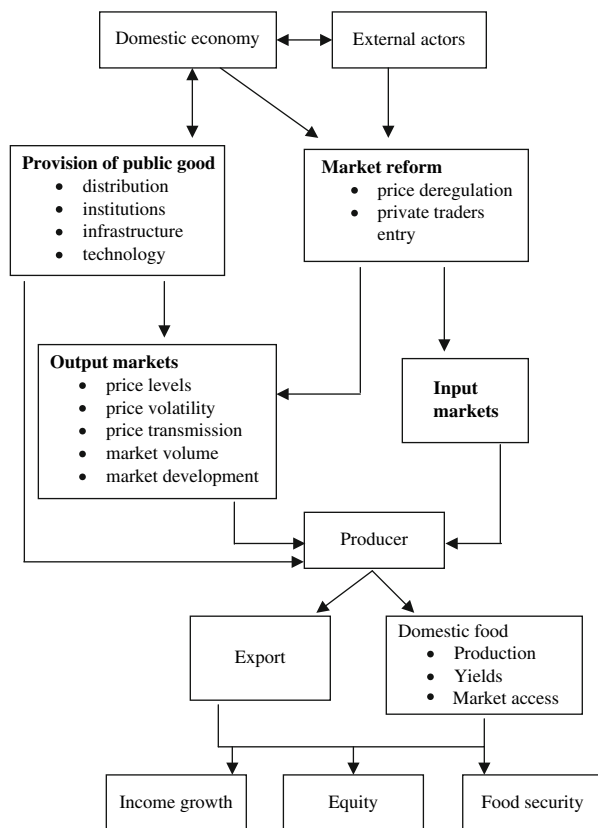 Domestic economy
External actors
Provision of public good
• distribution
• institutions
• infrastructure
• technology
Market reform
• price deregulation
• private traders
entry
Output markets
• price levels
• price volatility
• price transmission
• market volume
• market development
Input
markets
Producer
Export
Domestic food
• Production
• Yields
• Market access
Income growth
Equity
Food security